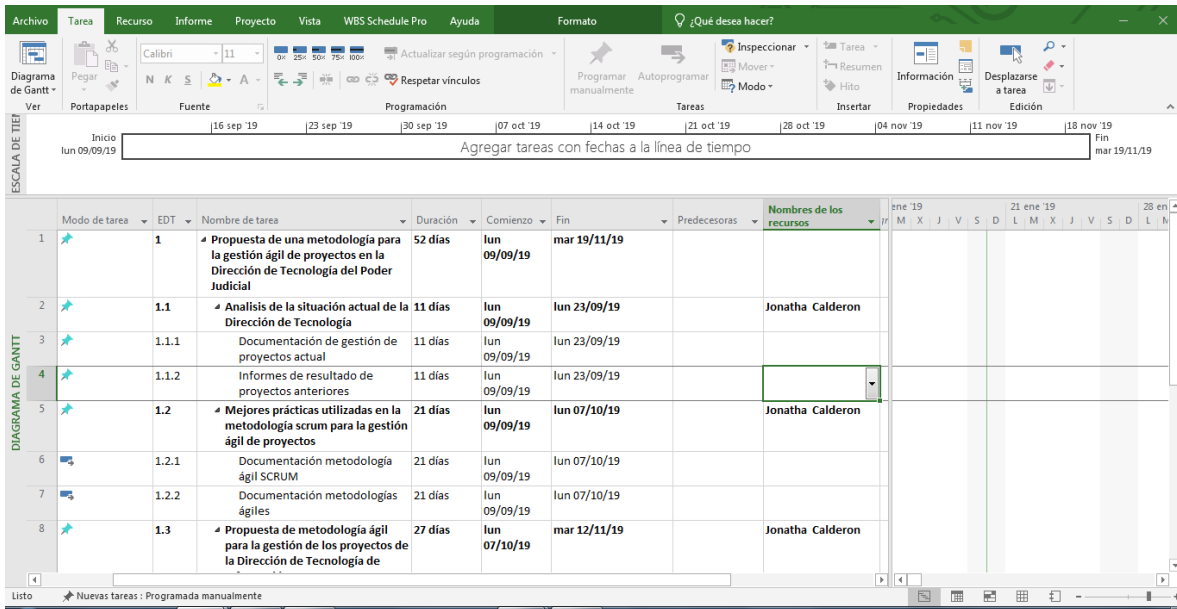 Archivo Tarea Recurso Informe Proyecto Vista WBS Schedule Pro Ayuda Formato ¿Qué desea hacer?
Calibri 11 0× 25× 50× 75× 100× Actualizar según programación Inspeccionar Tarea
Mover Resumen
Diagrama de Gantt Pegar N K S A Respetar vínculos Programar manualmente Autoprogramar Modo Hito Información Desplazarse a tarea
Ver Portapapeles Fuente Programación Tareas Insertar Propiedades Edición
ESCALA DE TIEM
16 sep '19 23 sep '19 30 sep '19 07 oct '19 14 oct '19 21 oct '19 28 oct '19 04 nov '19 11 nov '19 18 nov '19
Inicio
lun 09/09/19
Agregar tareas con fechas a la línea de tiempo
Fin
mar 19/11/19
DIAGRAMA DE GANTT
Modo de tarea EDT Nombre de tarea Duración Comienzo Fin Predecesoras Nombres de los recursos
ene '19 21 ene '19 28 en
M X J V S D L M X J V S D L M
1 1 Propuesta de una metodología para 52 días lun mar 19/11/19
la gestión ágil de proyectos en la 09/09/19
Dirección de Tecnología del Poder
Judicial
2 1.1 Analisis de la situación actual de la 11 días lun lun 23/09/19 Jonatha Calderon
Dirección de Tecnología 09/09/19
3 1.1.1 Documentación de gestión de 11 días lun lun 23/09/19
proyectos actual 09/09/19
4 1.1.2 Informes de resultado de 11 días lun lun 23/09/19
proyectos anteriores 09/09/19
5 1.2 Mejores prácticas utilizadas en la 21 días lun lun 07/10/19 Jonatha Calderon
metodología scrum para la gestión 09/09/19
ágil de proyectos
6 1.2.1 Documentación metodología 21 días lun lun 07/10/19
ágil SCRUM 09/09/19
7 1.2.2 Documentación metodologías 21 días lun lun 07/10/19
ágiles 09/09/19
8 1.3 Propuesta de metodología ágil 27 días lun mar 12/11/19 Jonatha Calderon
para la gestión de los proyectos de 07/10/19
la Dirección de Tecnología de
Listo Nuevas tareas : Programada manualmente